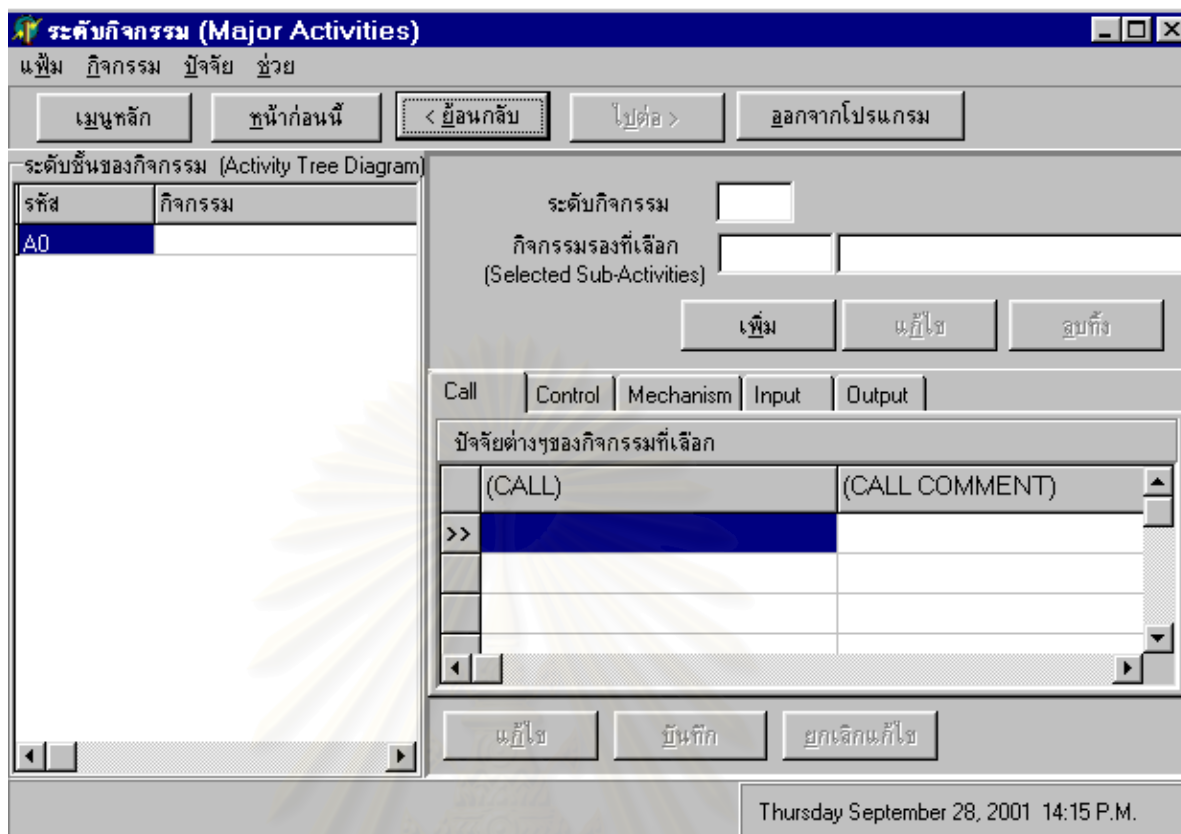 ระดับกิจกรรม (Major Activities)
แฟ้ม กิจกรรม ปัจจัย ช่วย
เมนูหลัก หน้าก่อนนี้ < ย้อนกลับ ไปต่อ > ออกจากโปรแกรม
ระดับชั้นของกิจกรรม (Activity Tree Diagram)
รหัส กิจกรรม
A0
ระดับกิจกรรม
กิจกรรมรองที่เลือก
(Selected Sub-Activities)
เพิ่ม แก้ไข ลบทิ้ง
Call Control Mechanism Input Output
ปัจจัยต่างๆของกิจกรรมที่เลือก
(CALL) (CALL COMMENT)
>>
แก้ไข บันทึก ยกเลิกแก้ไข
Thursday September 28, 2001 14:15 P.M.